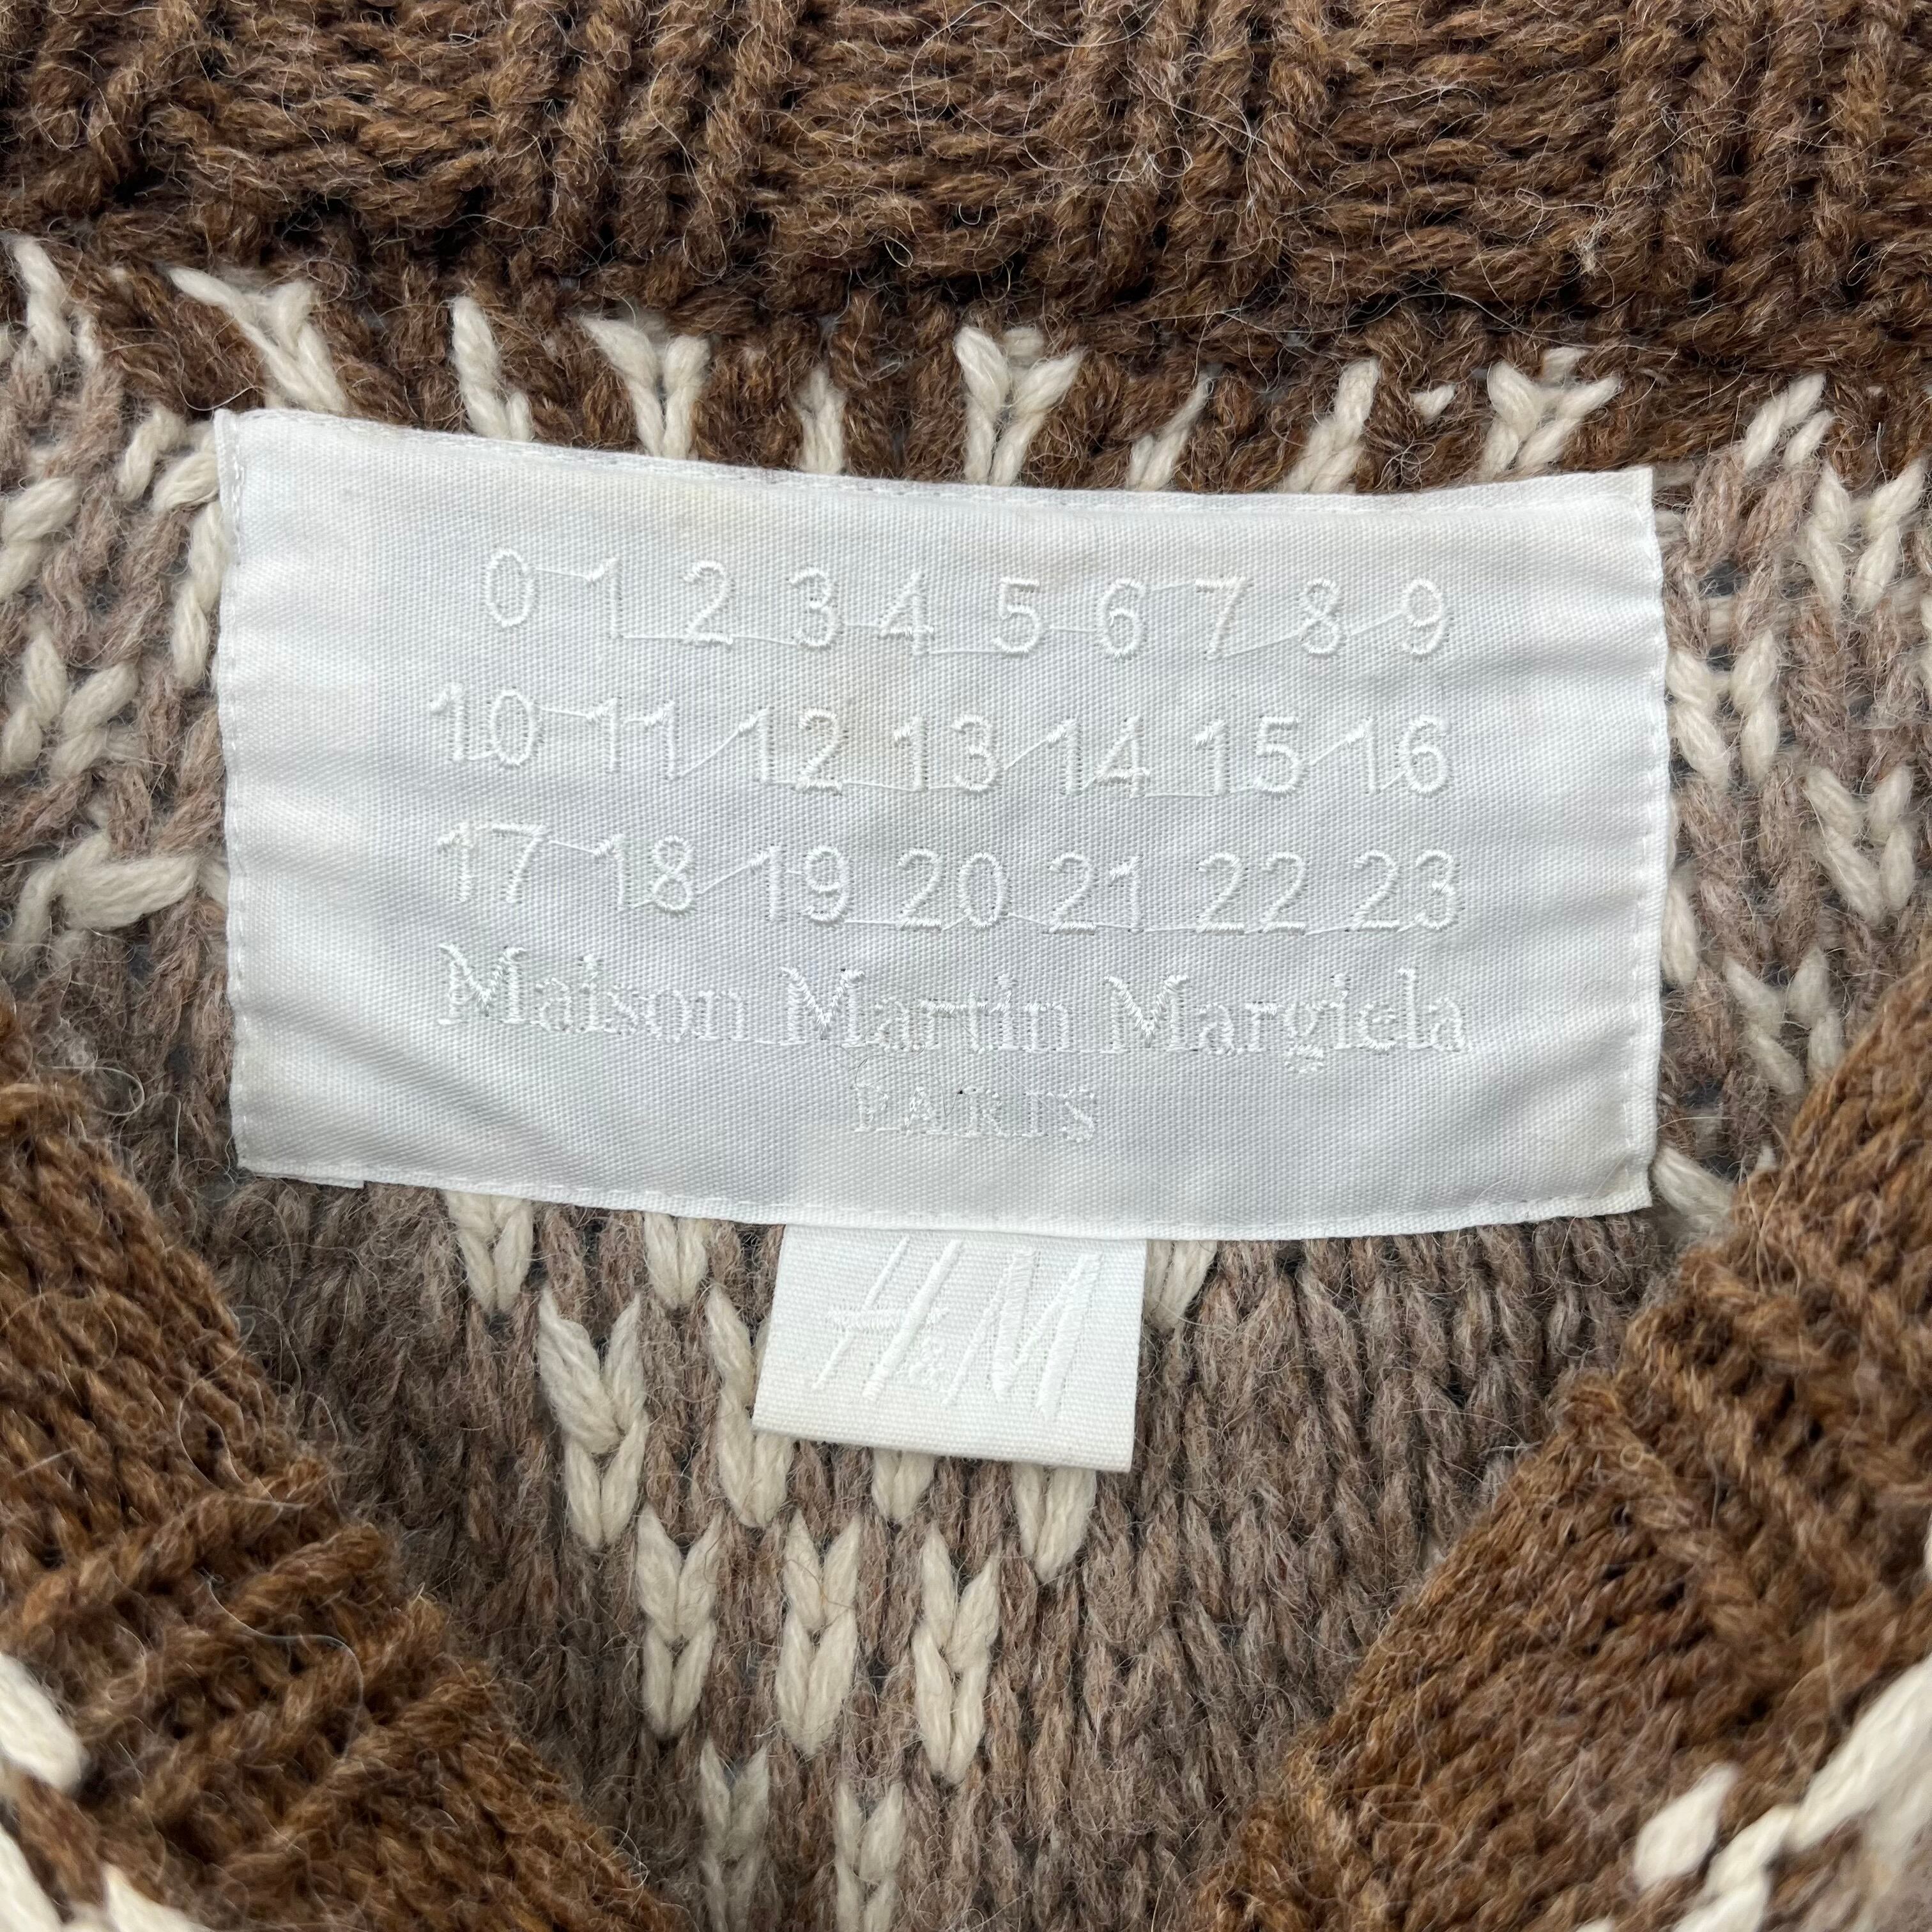 0 1 2 3 4 5 6 7 8 9
10 11 12 13 14 15 16
17 18 19 20 21 22 23
Maison Martin Margiela
PARIS
H&M